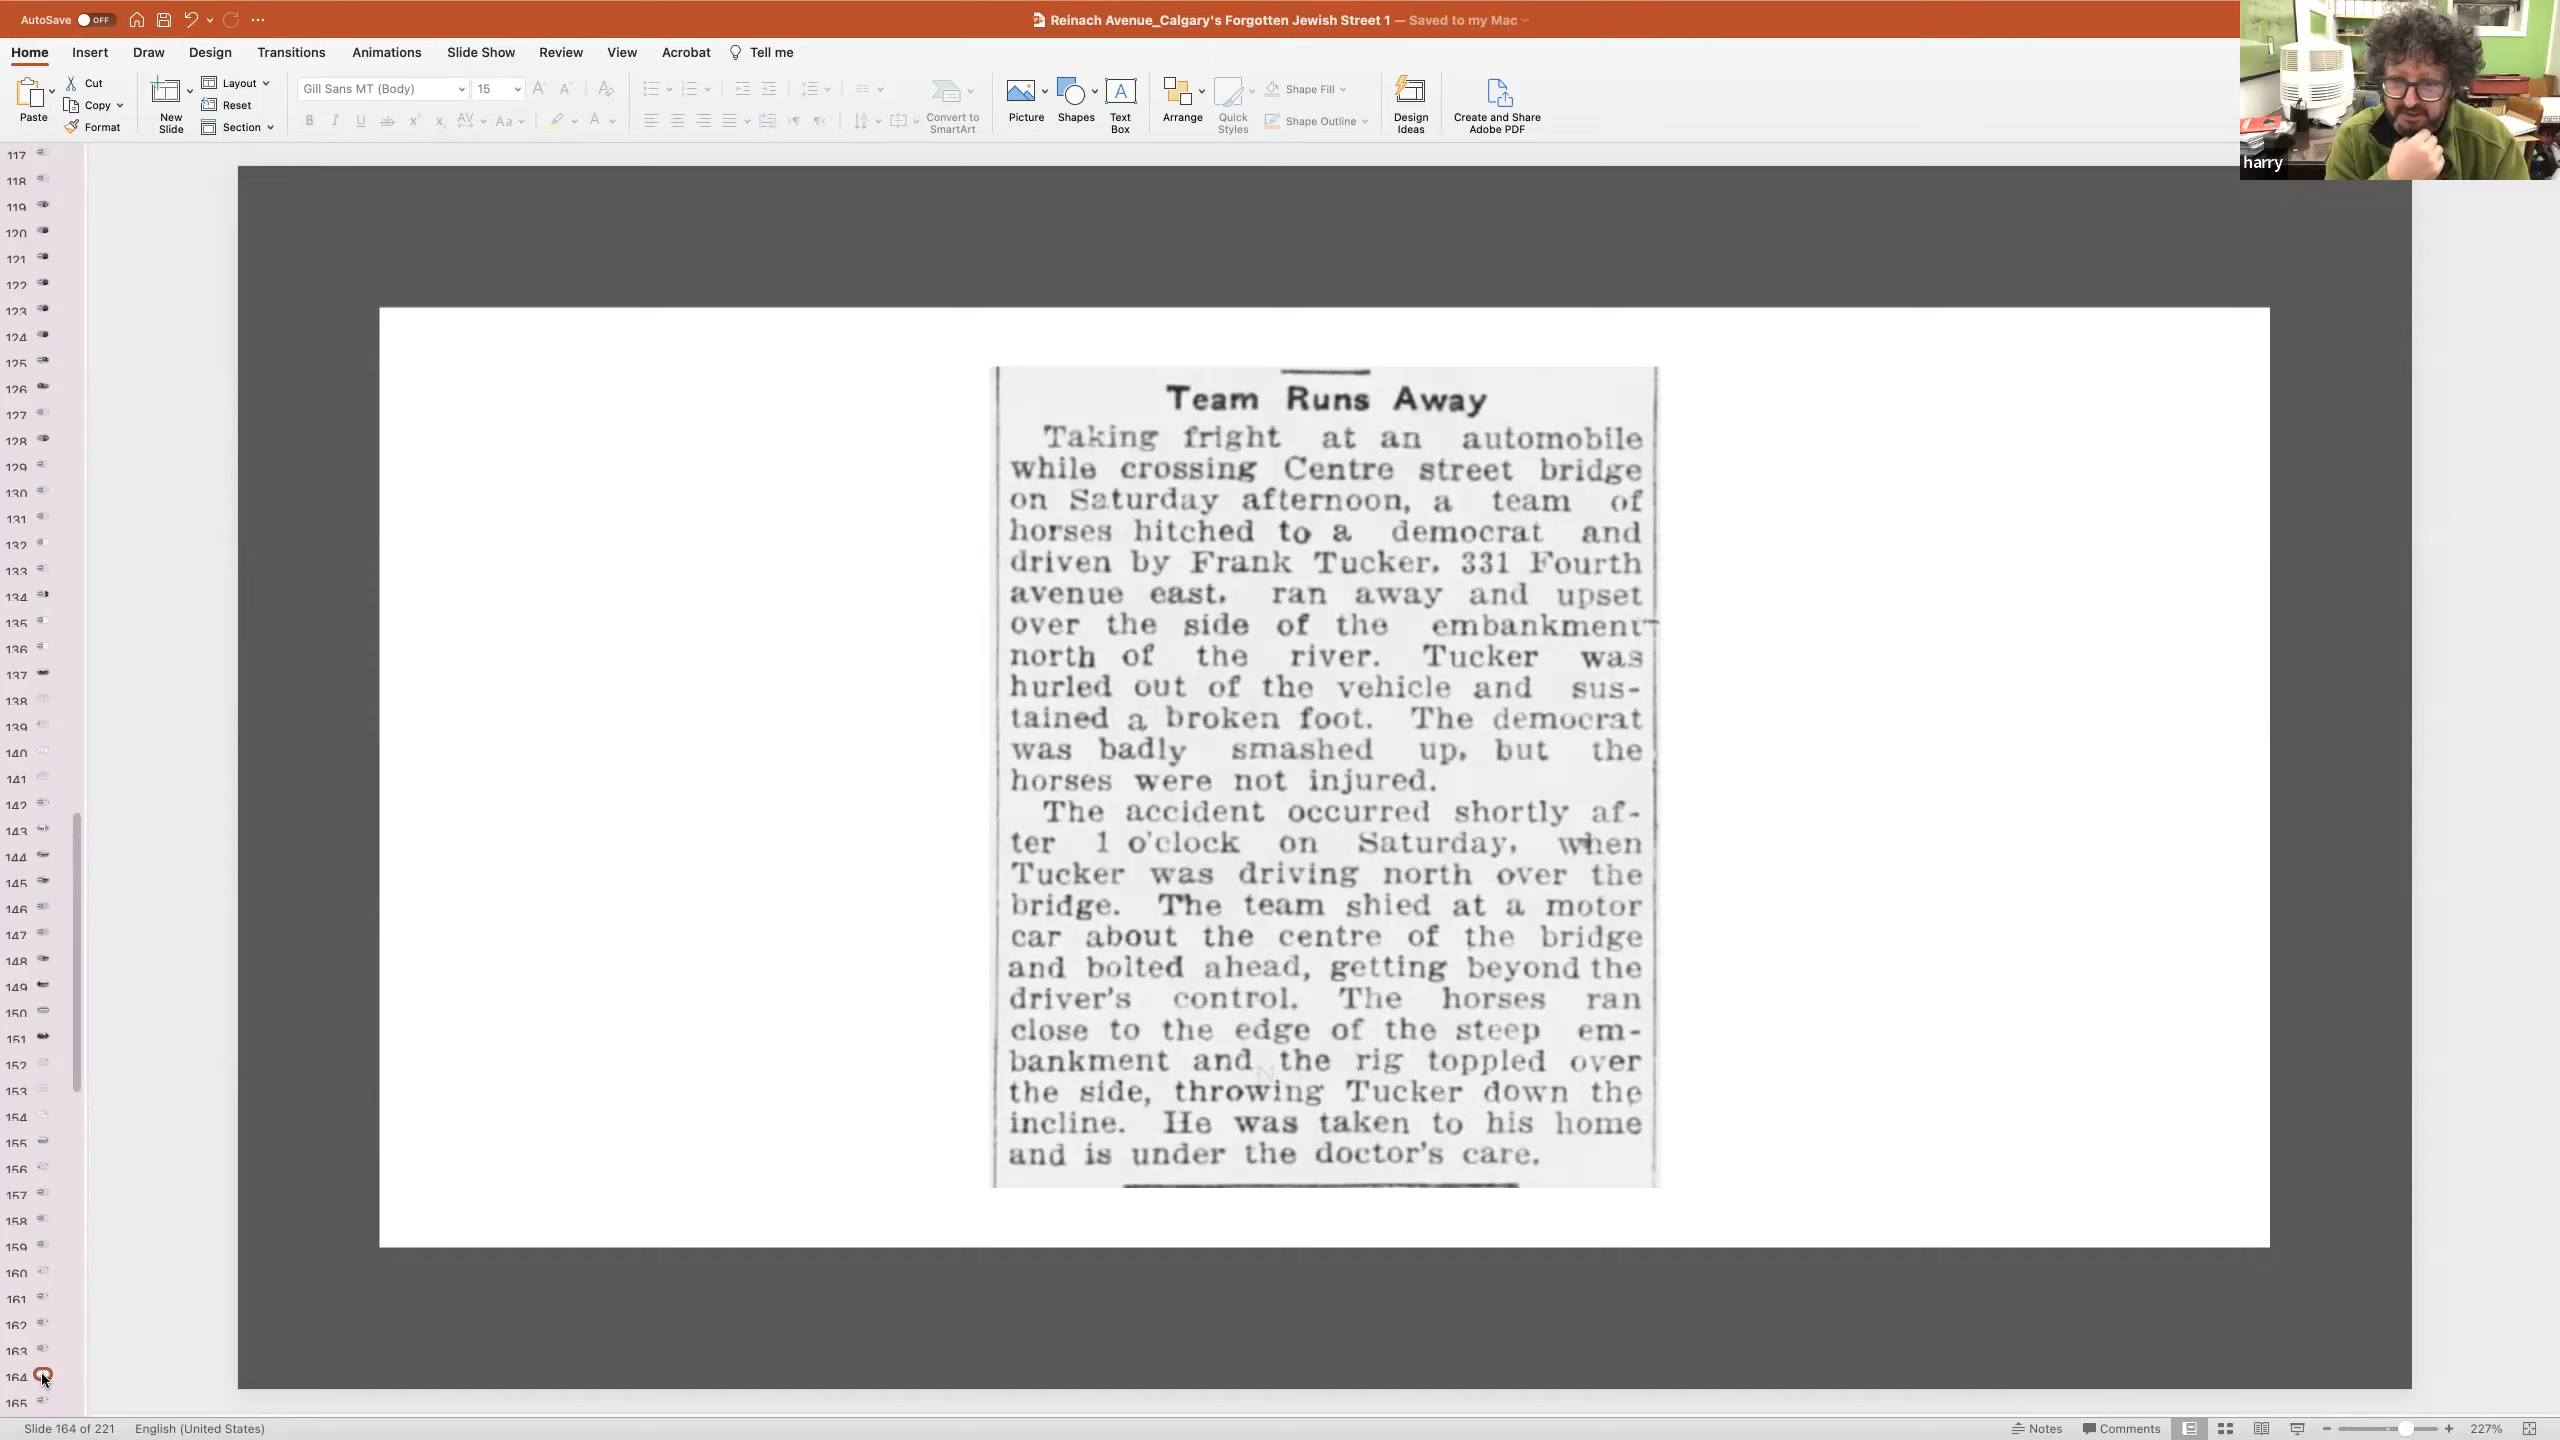 AutoSave OFF
Reinach Avenue_Calgary's Forgotten Jewish Street 1 — Saved to my Mac
Home Insert Draw Design Transitions Animations Slide Show Review View Acrobat Tell me
Paste
Cut
Copy
Format
New Slide
Layout
Reset
Section
Gill Sans MT (Body) 15
Convert to SmartArt
Picture
Shapes
Text Box
Arrange
Quick Styles
Shape Fill
Shape Outline
Design Ideas
Create and Share Adobe PDF
harry
117
118
119
120
121
122
123
124
125
126
127
128
129
130
131
132
133
134
135
136
137
138
139
140
141
142
143
144
145
146
147
148
149
150
151
152
153
154
155
156
157
158
159
160
161
162
163
164
165
Team Runs Away
Taking fright at an automobile
while crossing Centre street bridge
on Saturday afternoon, a team of
horses hitched to a democrat and
driven by Frank Tucker, 331 Fourth
avenue east, ran away and upset
over the side of the embankment
north of the river. Tucker was
hurled out of the vehicle and sus-
tained a broken foot. The democrat
was badly smashed up, but the
horses were not injured.
The accident occurred shortly af-
ter 1 o'clock on Saturday, when
Tucker was driving north over the
bridge. The team shied at a motor
car about the centre of the bridge
and bolted ahead, getting beyond the
driver's control. The horses ran
close to the edge of the steep em-
bankment and the rig toppled over
the side, throwing Tucker down the
incline. He was taken to his home
and is under the doctor's care.
Slide 164 of 221 English (United States)
Notes Comments 227%